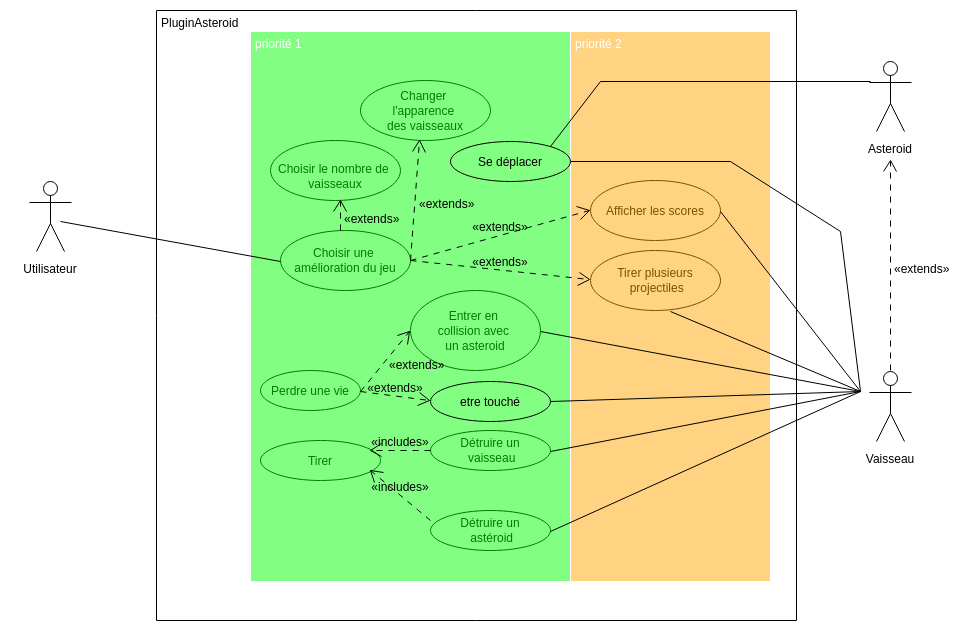 PluginAsteroid
priorité 1
priorité 2
Changer
l'apparence
des vaisseaux
Se déplacer
Asteroid
Choisir le nombre de
vaisseaux
«extends»
«extends»
Afficher les scores
«extends»
Choisir une
amélioration du jeu
«extends»
Tirer plusieurs
projectiles
Utilisateur
«extends»
Entrer en
collision avec
un asteroid
«extends»
Perdre une vie
«extends»
etre touché
Détruire un
vaisseau
«includes»
Tirer
«includes»
Détruire un
astéroid
Vaisseau